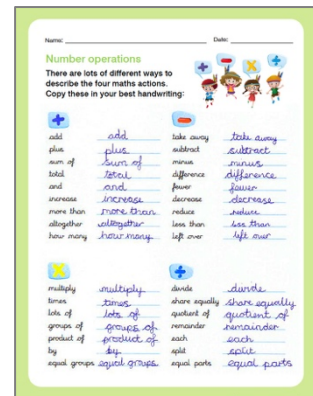 Name: Date:
Number operations
There are lots of different ways to
describe the four maths actions.
Copy these in your best handwriting:
+ − x +
+
add add
plus plus
sum of sum of
total total
and and
increase increase
more than more than
altogether altogether
how many how many
−
take away take away
subtract subtract
minus minus
difference difference
fewer fewer
decrease decrease
reduce reduce
less than less than
left over left over
x
multiply multiply
times times
lots of lots of
groups of groups of
product of product of
by by
equal groups equal groups
÷
divide divide
share equally share equally
quotient of quotient of
remainder remainder
each each
split split
equal parts equal parts